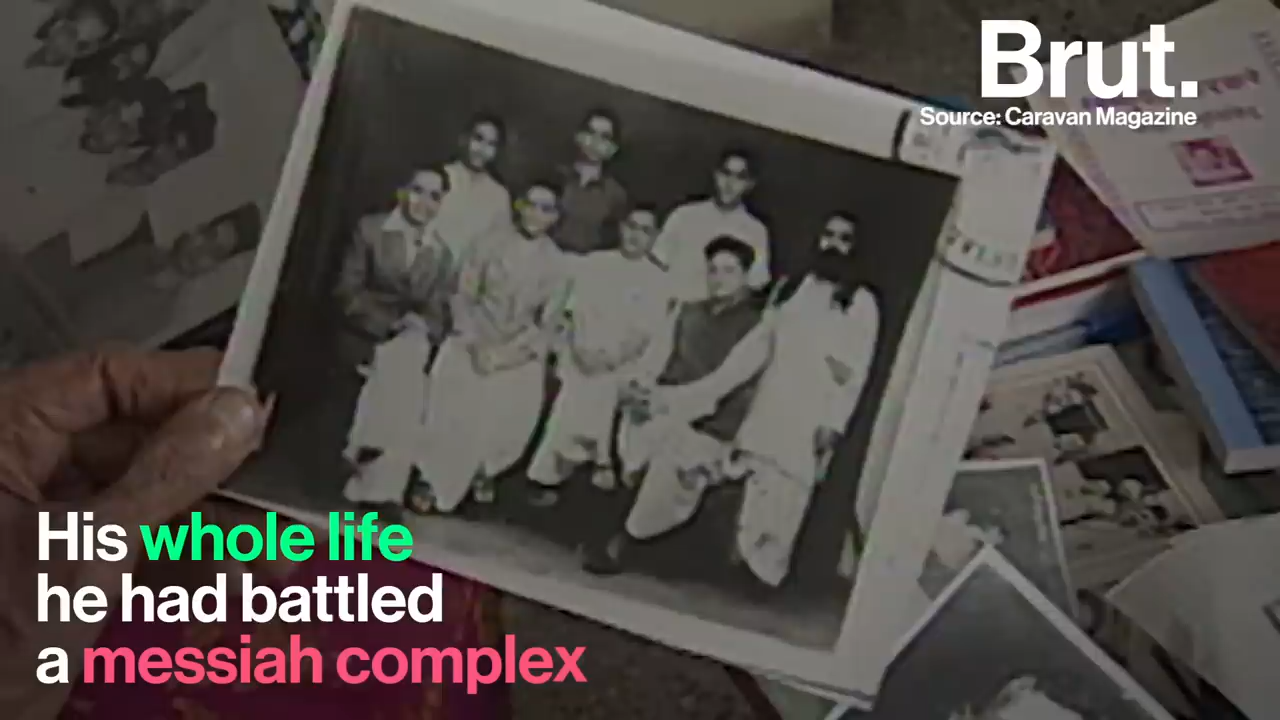 Brut.
Source: Caravan Magazine
His whole life
he had battled
a messiah complex